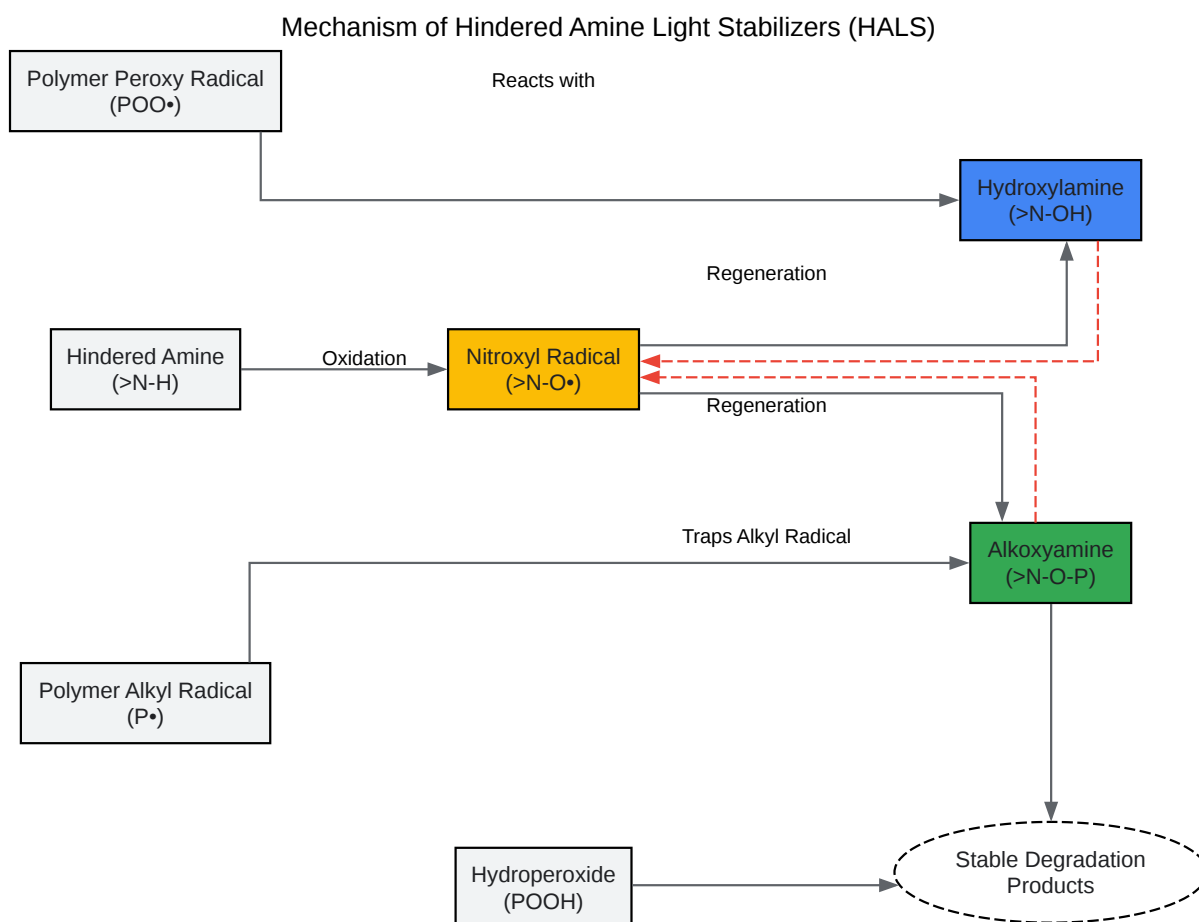 Mechanism of Hindered Amine Light Stabilizers (HALS)
Polymer Peroxy Radical
(POO•)
Reacts with
Hydroxylamine
(>N-OH)
Regeneration
Hindered Amine
(>N-H)
Oxidation
Nitroxyl Radical
(>N-O•)
Regeneration
Traps Alkyl Radical
Alkoxyamine
(>N-O-P)
Polymer Alkyl Radical
(P•)
Hydroperoxide
(POOH)
Stable Degradation
Products